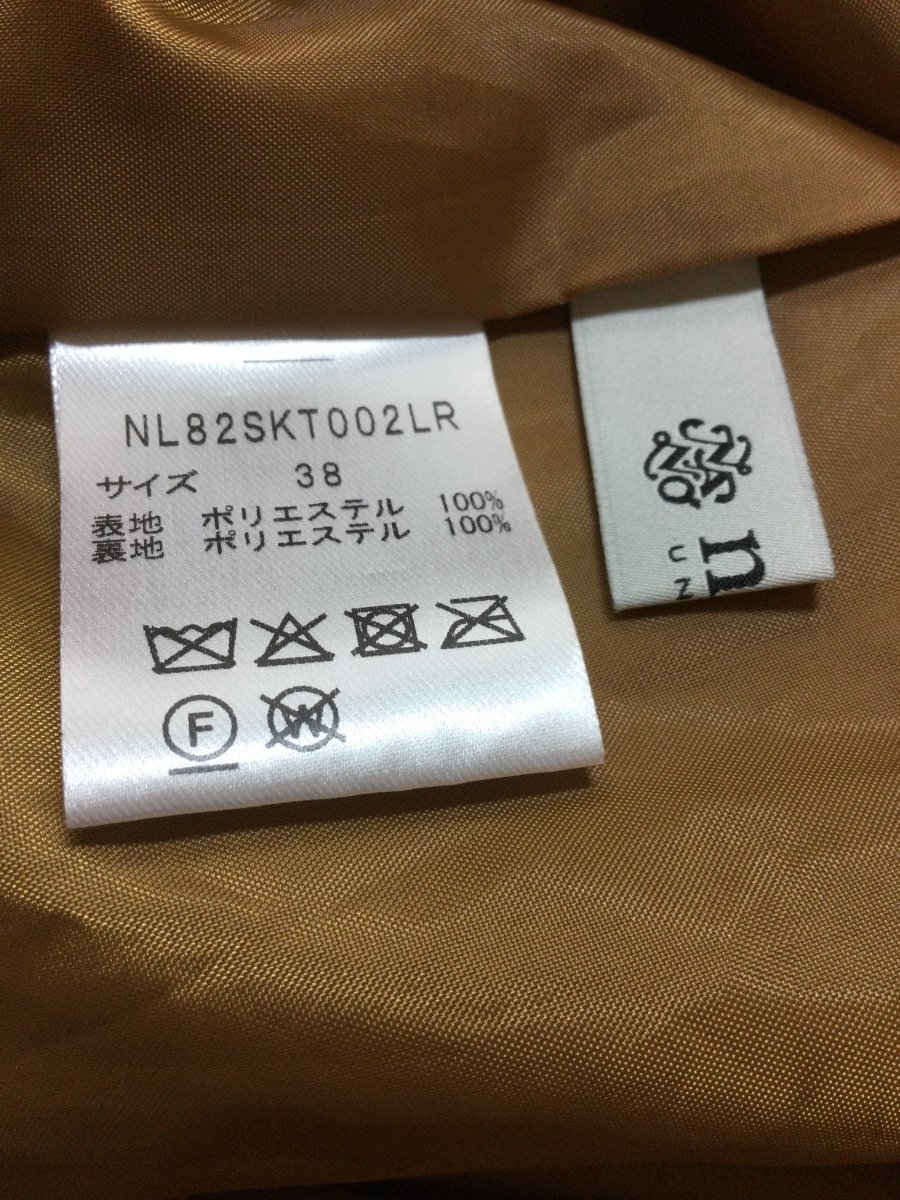 NL82SKT002LR
サイズ 38
表地 ポリエステル 100%
裏地 ポリエステル 100%
F
W
n